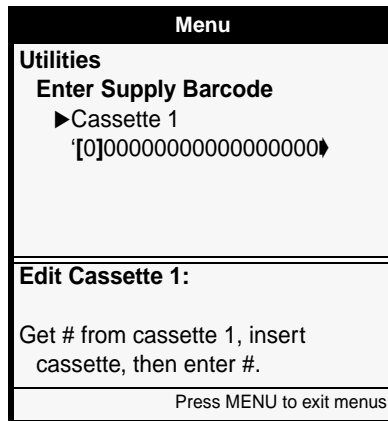 Menu
Utilities
Enter Supply Barcode
▶Cassette 1
‘[0]00000000000000000➧
Edit Cassette 1:
Get # from cassette 1, insert
cassette, then enter #.
Press MENU to exit menus